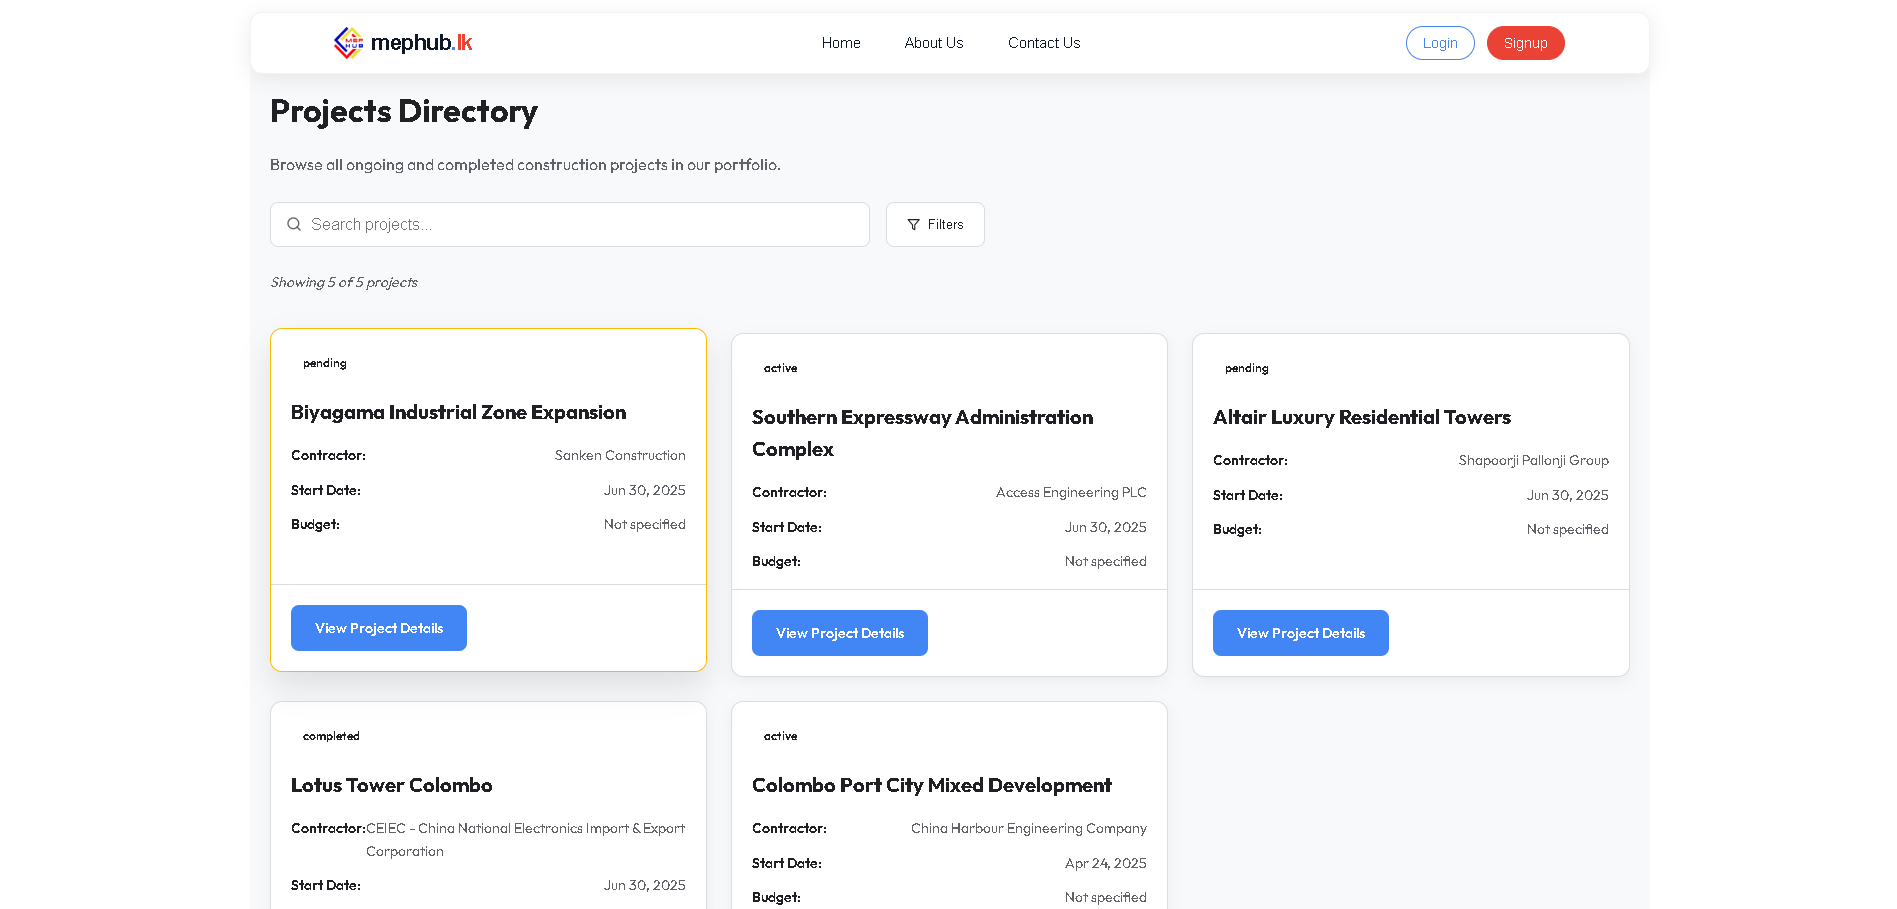 mephub.lk
Home
About Us
Contact Us
Login
Signup
Projects Directory
Browse all ongoing and completed construction projects in our portfolio.
Search projects...
Filters
Showing 5 of 5 projects
pending
Biyagama Industrial Zone Expansion
Contractor: Sanken Construction
Start Date: Jun 30, 2025
Budget: Not specified
View Project Details
active
Southern Expressway Administration
Complex
Contractor: Access Engineering PLC
Start Date: Jun 30, 2025
Budget: Not specified
View Project Details
pending
Altair Luxury Residential Towers
Contractor: Shapoorji Pallonji Group
Start Date: Jun 30, 2025
Budget: Not specified
View Project Details
completed
Lotus Tower Colombo
Contractor: CEIEC - China National Electronics Import & Export
Corporation
Start Date: Jun 30, 2025
active
Colombo Port City Mixed Development
Contractor: China Harbour Engineering Company
Start Date: Apr 24, 2025
Budget: Not specified